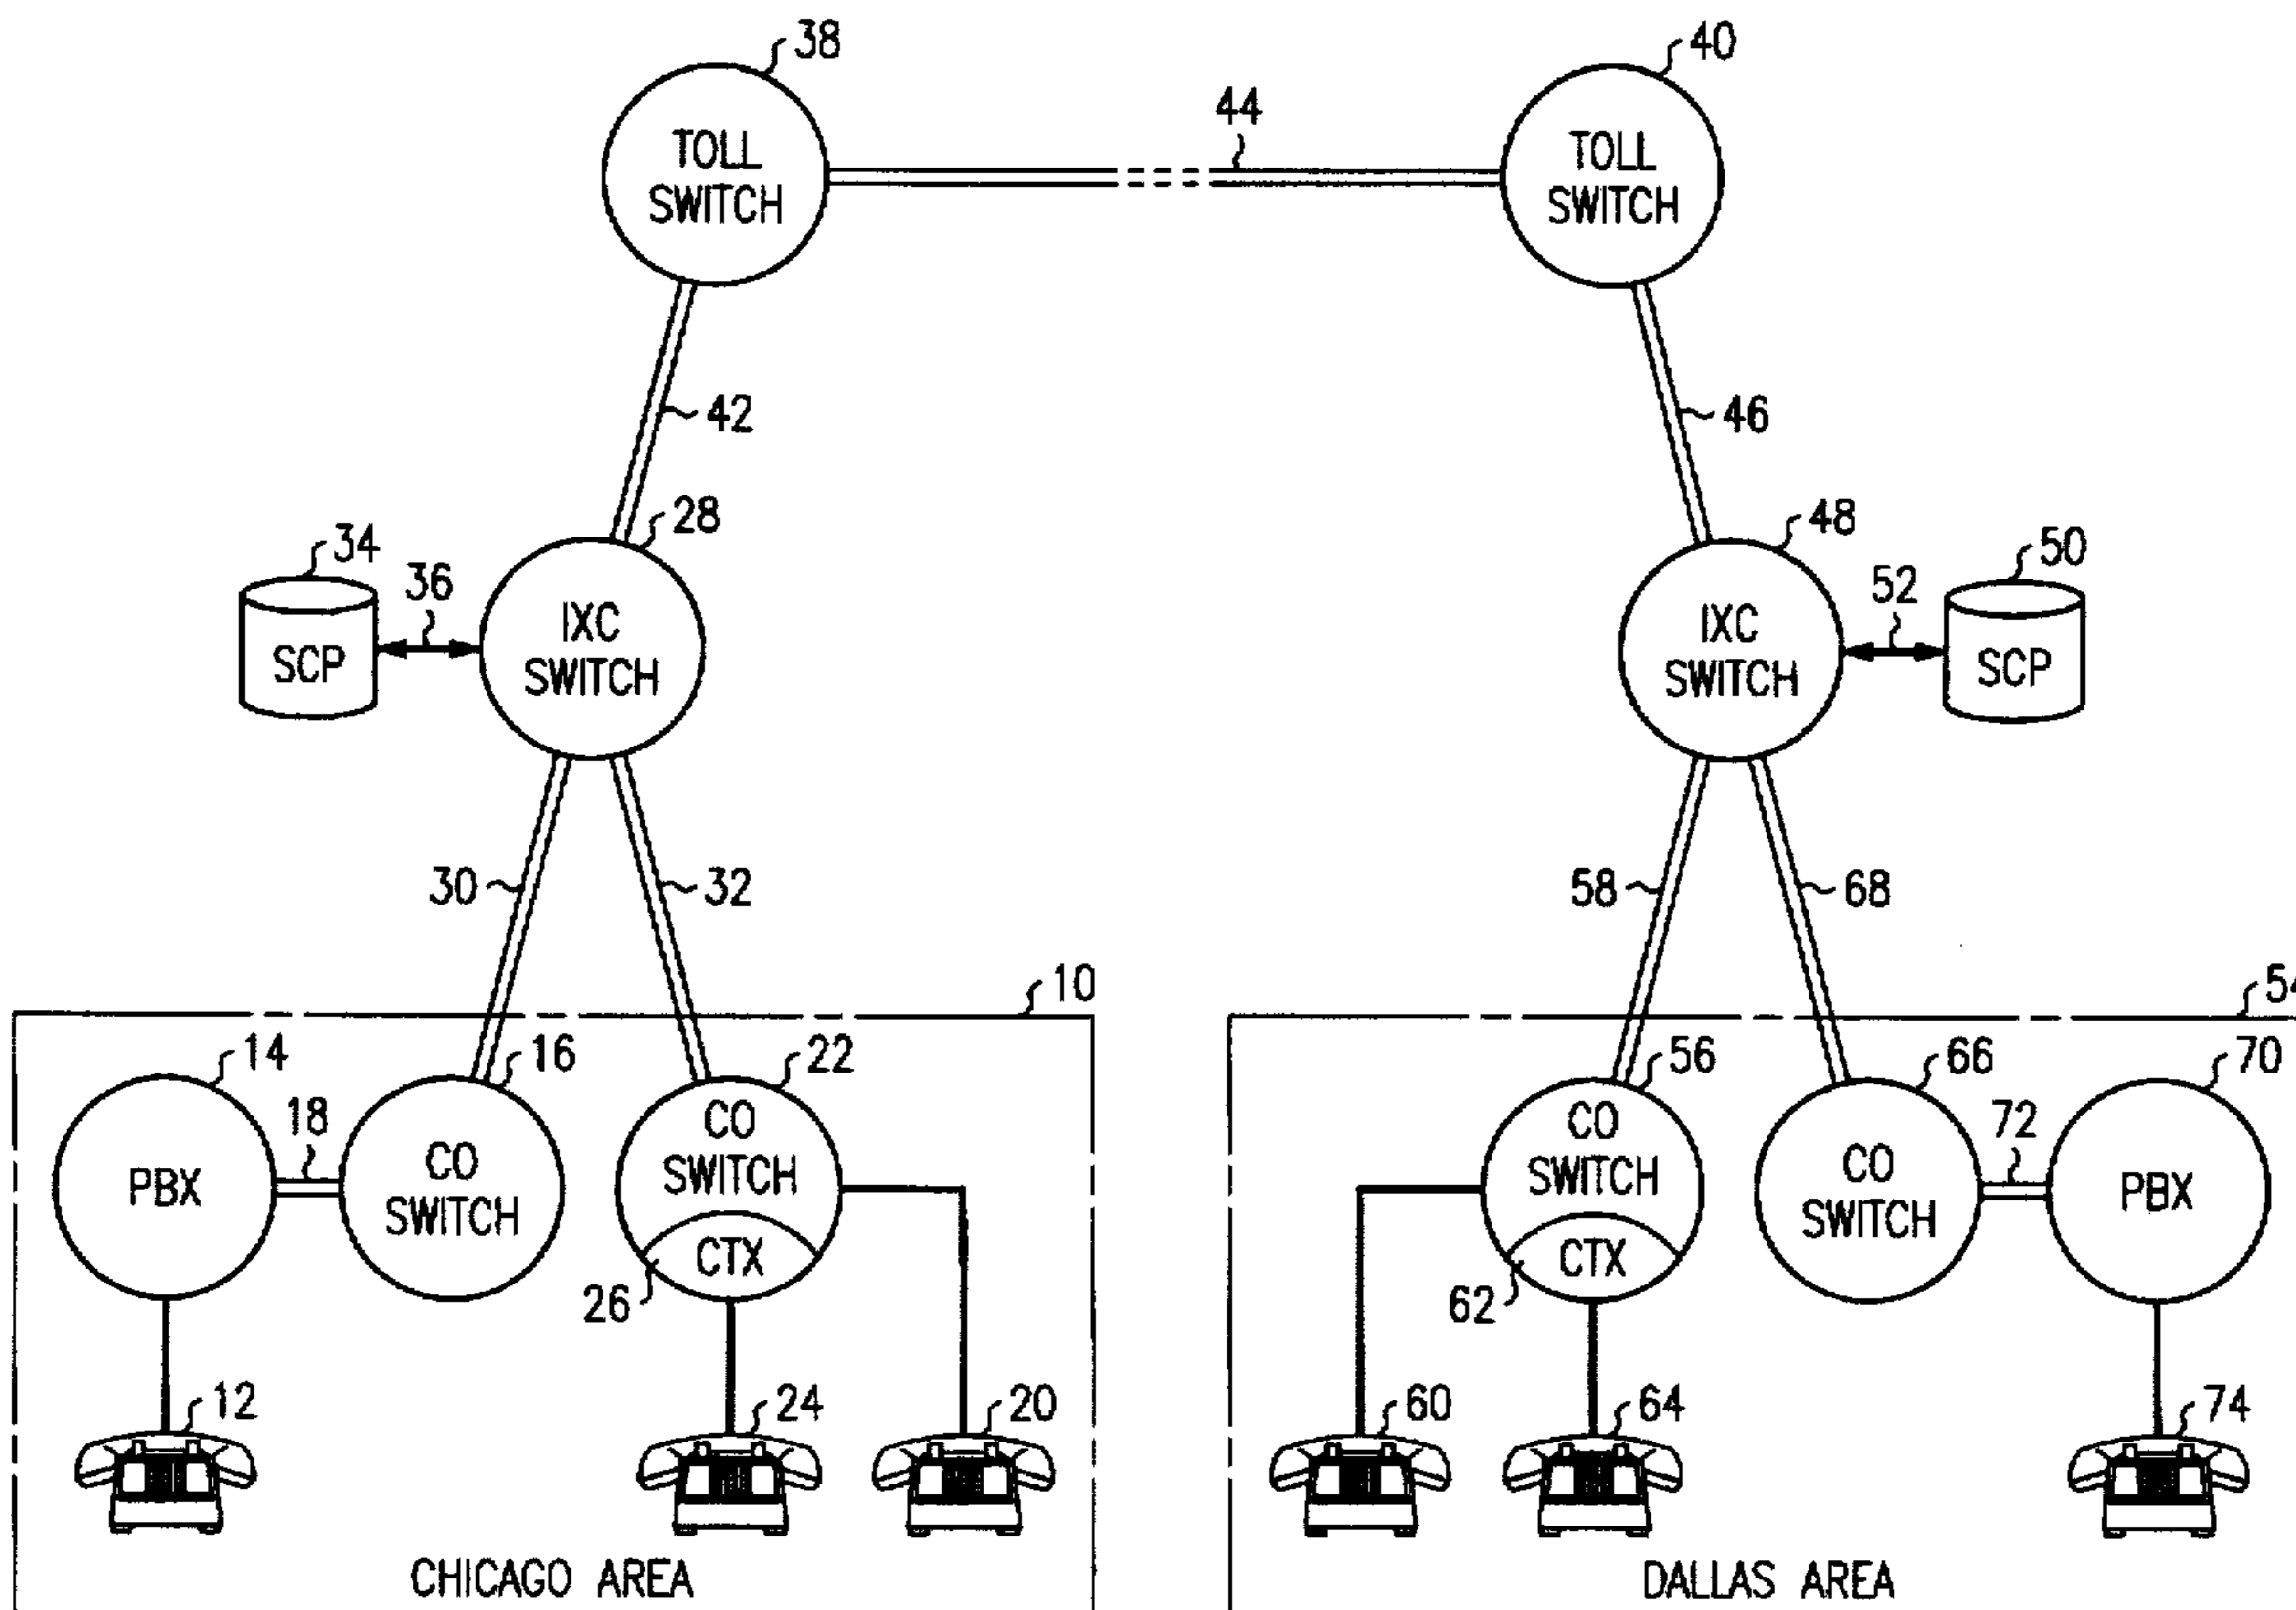 38
40
44
TOLL
SWITCH
TOLL
SWITCH
42
46
28
48
34
36
52
50
SCP
IXC
SWITCH
IXC
SWITCH
SCP
30
32
58
68
10
54
14
16
22
56
66
70
18
72
PBX
CO
SWITCH
CO
SWITCH
CTX
26
CO
SWITCH
CTX
62
CO
SWITCH
PBX
12
24
20
60
64
74
CHICAGO AREA
DALLAS AREA